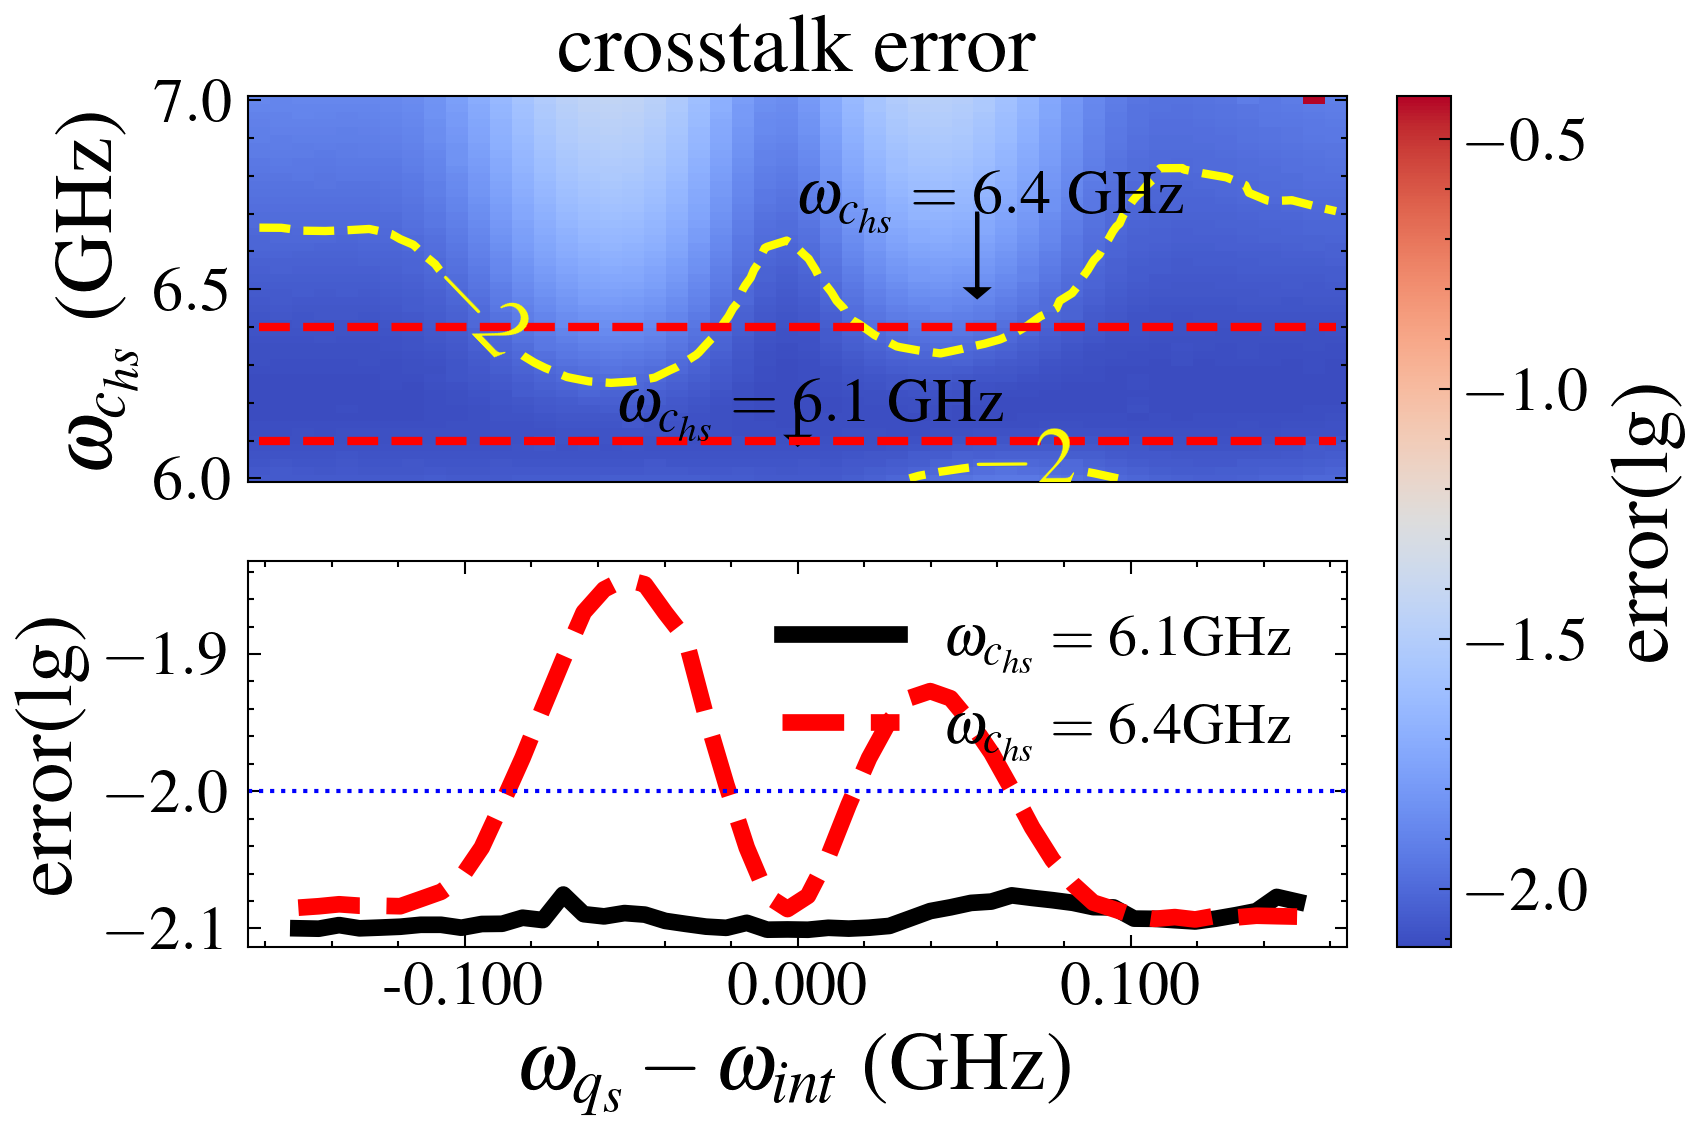 crosstalk error
7.0
6.5
6.0
ω_{c_{hs}} (GHz)
ω_{c_{hs}} = 6.4 GHz
ω_{c_{hs}} = 6.1 GHz
−2
−2
−0.5
−1.0
−1.5
−2.0
error(lg)
error(lg)
−1.9
−2.0
−2.1
ω_{c_{hs}} = 6.1GHz
ω_{c_{hs}} = 6.4GHz
-0.100 0.000 0.100
ω_{q_s} − ω_{int} (GHz)